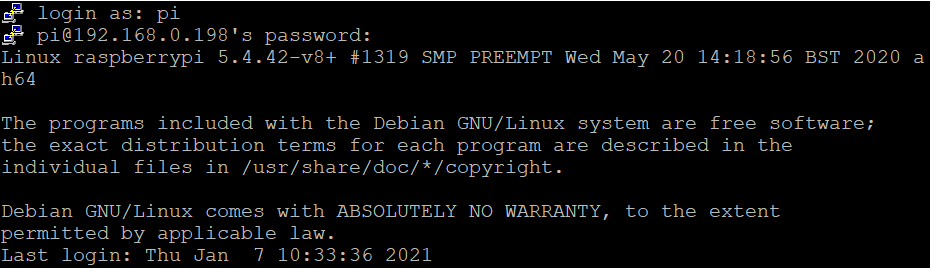 login as: pi
pi@192.168.0.198's password:
Linux raspberrypi 5.4.42-v8+ #1319 SMP PREEMPT Wed May 20 14:18:56 BST 2020 a
h64

The programs included with the Debian GNU/Linux system are free software;
the exact distribution terms for each program are described in the
individual files in /usr/share/doc/*/copyright.

Debian GNU/Linux comes with ABSOLUTELY NO WARRANTY, to the extent
permitted by applicable law.
Last login: Thu Jan  7 10:33:36 2021